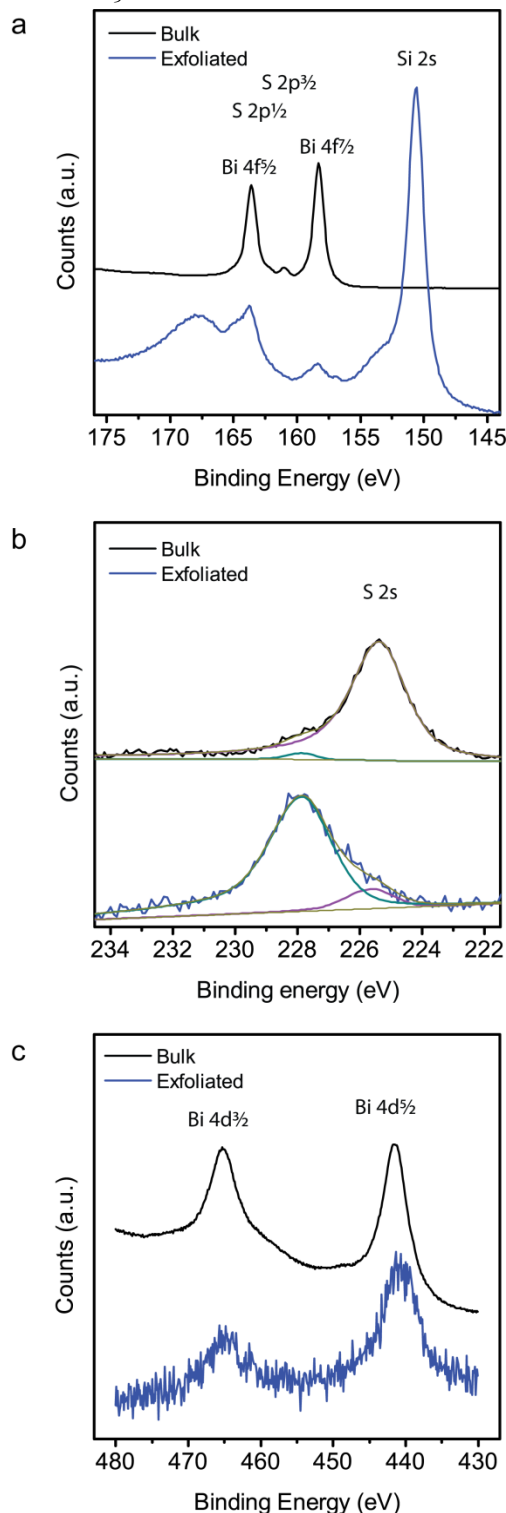 a
Bulk
Exfoliated
S 2p³⁄₂
S 2p¹⁄₂
Si 2s
Bi 4f⁵⁄₂
Bi 4f⁷⁄₂
Counts (a.u.)
175 170 165 160 155 150 145
Binding Energy (eV)
b
Bulk
Exfoliated
S 2s
Counts (a.u.)
234 232 230 228 226 224 222
Binding energy (eV)
c
Bulk
Exfoliated
Bi 4d³⁄₂
Bi 4d⁵⁄₂
Counts (a.u.)
480 470 460 450 440 430
Binding Energy (eV)